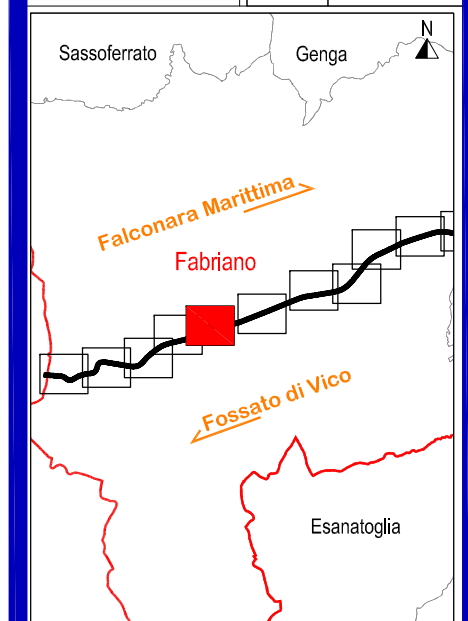 N
Sassoferrato
Genga
Falconara Marittima
Fabriano
Fossato di Vico
Esanatoglia